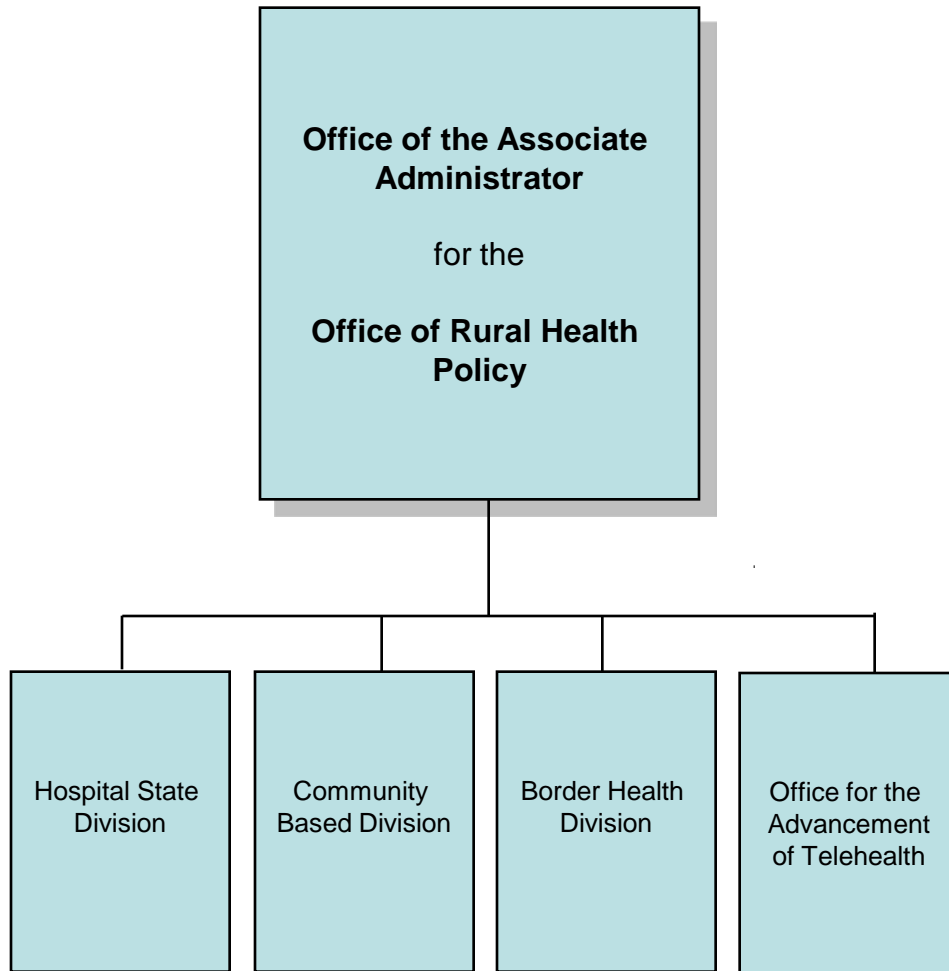 Office of the Associate
Administrator
for the
Office of Rural Health
Policy
Hospital State
Division
Community
Based Division
Border Health
Division
Office for the
Advancement
of Telehealth